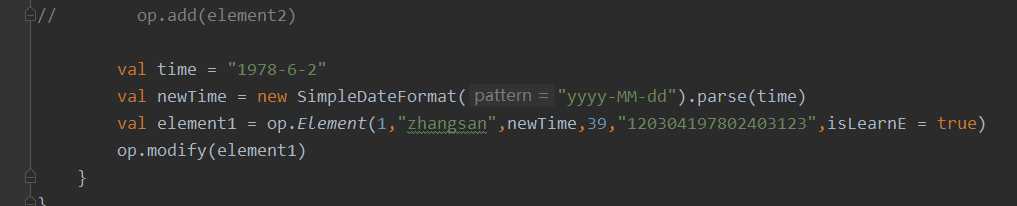 //        op.add(element2)
val time = "1978-6-2"
val newTime = new SimpleDateFormat( pattern = "yyyy-MM-dd").parse(time)
val element1 = op.Element(1,"zhangsan",newTime,39,"120304197802403123",isLearnE = true)
op.modify(element1)
}
}